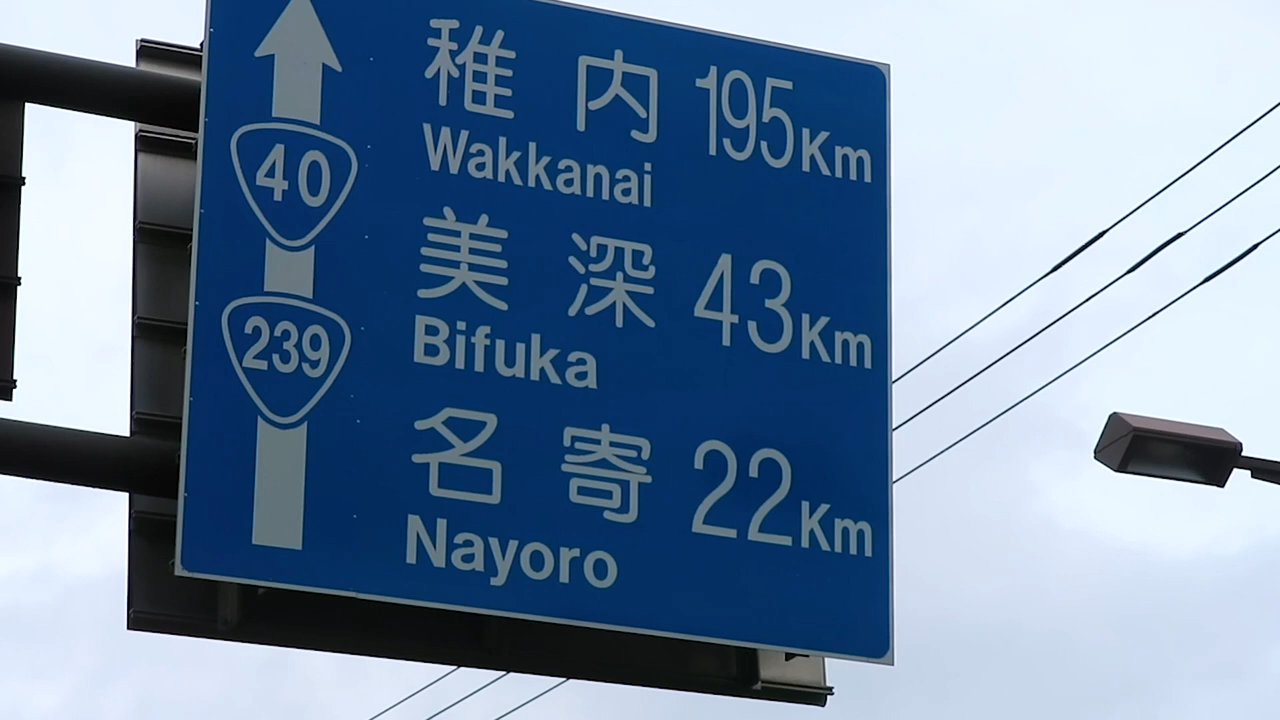 稚内 195Km
Wakkanai
40
美深 43Km
Bifuka
239
名寄 22Km
Nayoro